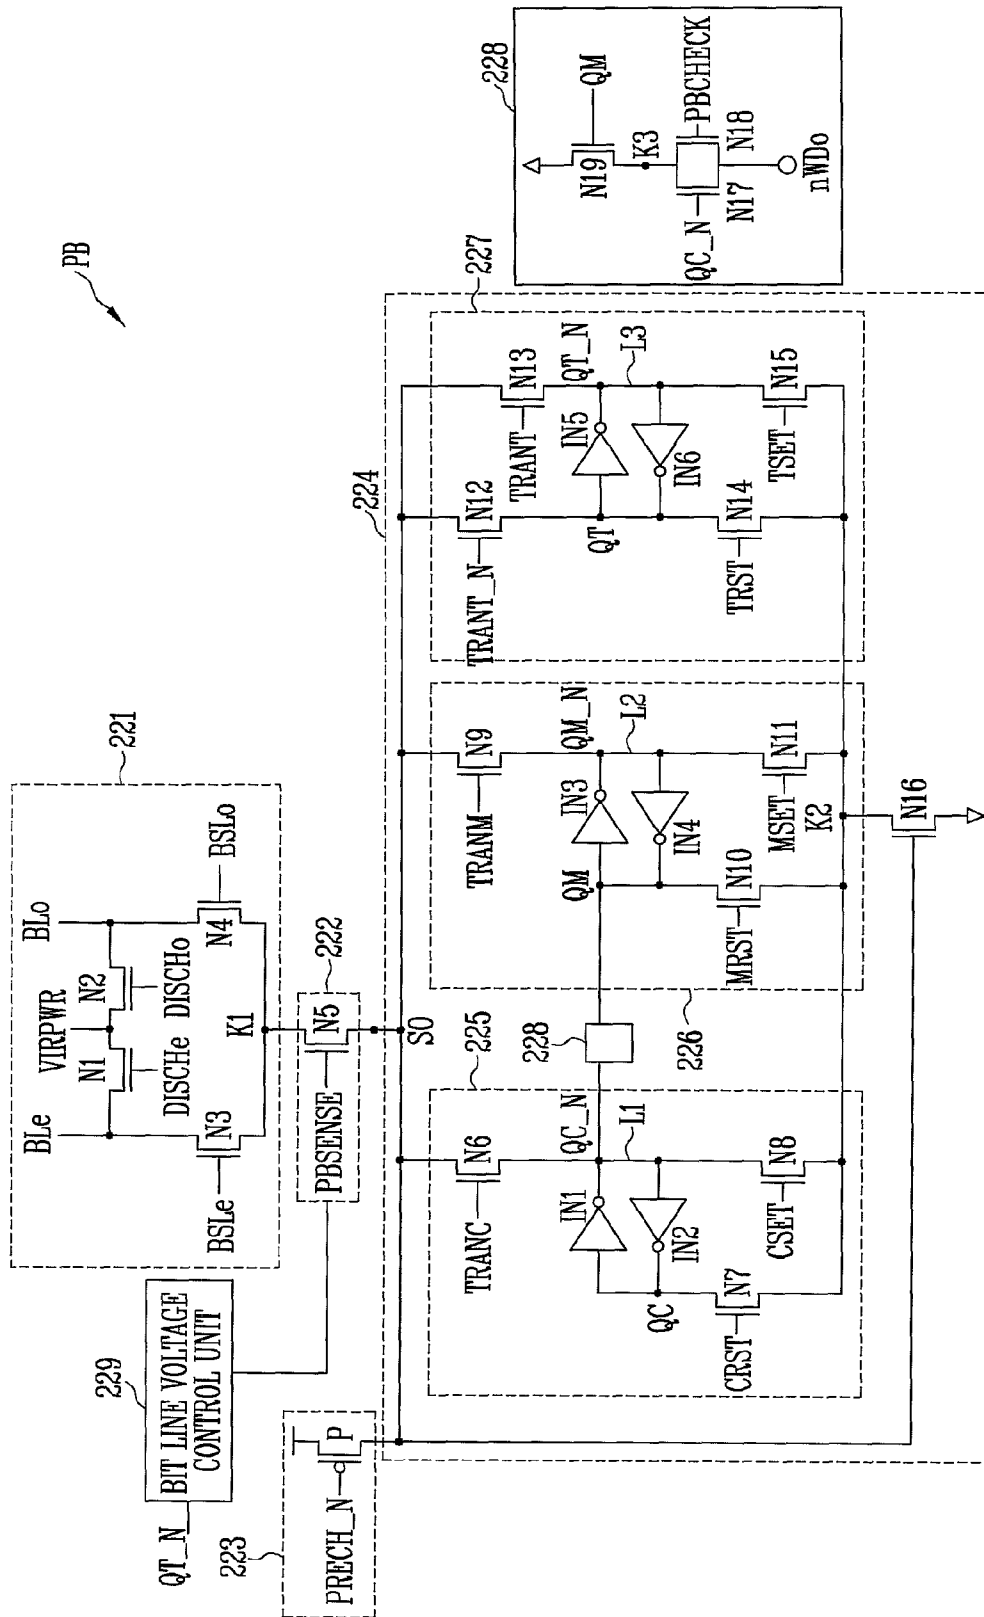 PB
221
BLe
VIRPWR
BLo
N1
N2
DISCHe
DISCHo
BSLe
N3
K1
N4
BSLo
229
BIT LINE VOLTAGE
CONTROL UNIT
QT_N
222
PBSENSE
N5
223
PRECH_N
P
SO
224
225
TRANC
N6
QC_N
IN1
L1
IN2
QC
CRST
N7
CSET
N8
228
226
TRANM
N9
QM
QM_N
IN3
L2
IN4
MRST
N10
MSET
N11
K2
N16
227
TRANT_N
N12
TRANT
N13
QT
QT_N
IN5
L3
IN6
TRST
N14
TSET
N15
228
N19
QM
K3
QC_N
PBCHECK
N17
N18
nWDo